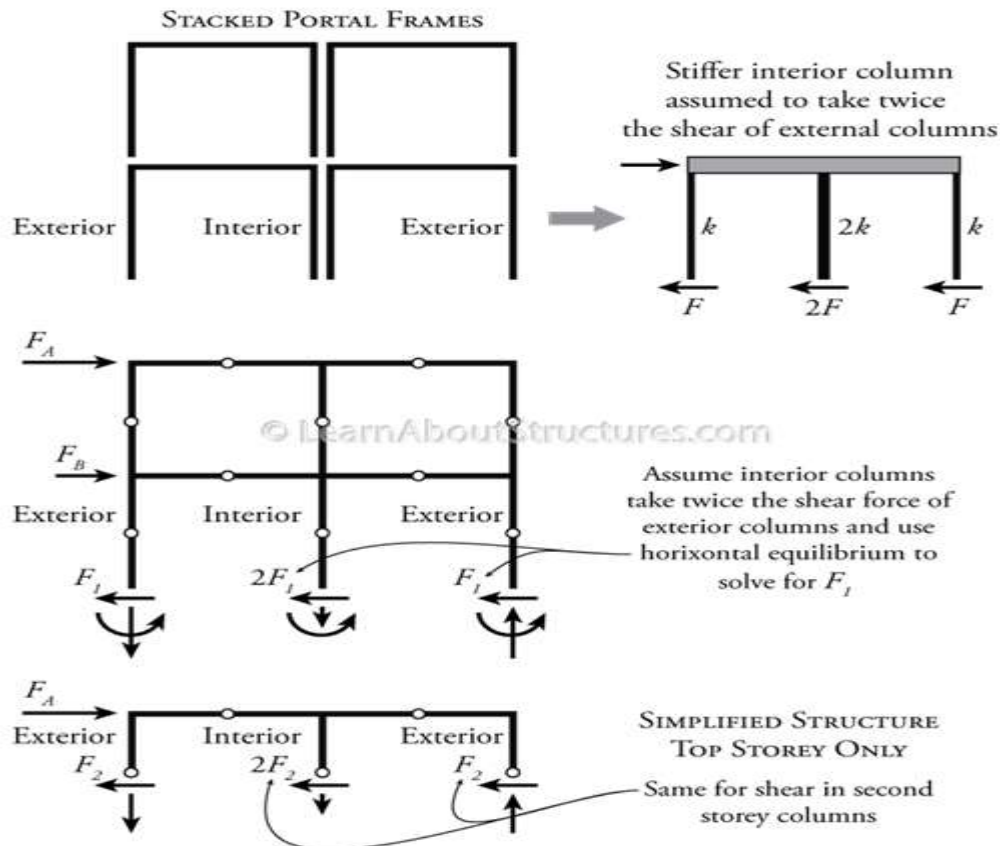 STACKED PORTAL FRAMES
Stiffer interior column
assumed to take twice
the shear of external columns
Exterior
Interior
Exterior
k
2k
k
F
2F
F
F_A
© LearnAboutStructures.com
F_B
Exterior
Interior
Exterior
Assume interior columns
take twice the shear force of
exterior columns and use
horixontal equilibrium to
solve for F_1
F_1
2F_1
F_1
F_A
Exterior
Interior
Exterior
F_2
2F_2
F_2
SIMPLIFIED STRUCTURE
TOP STOREY ONLY
Same for shear in second
storey columns